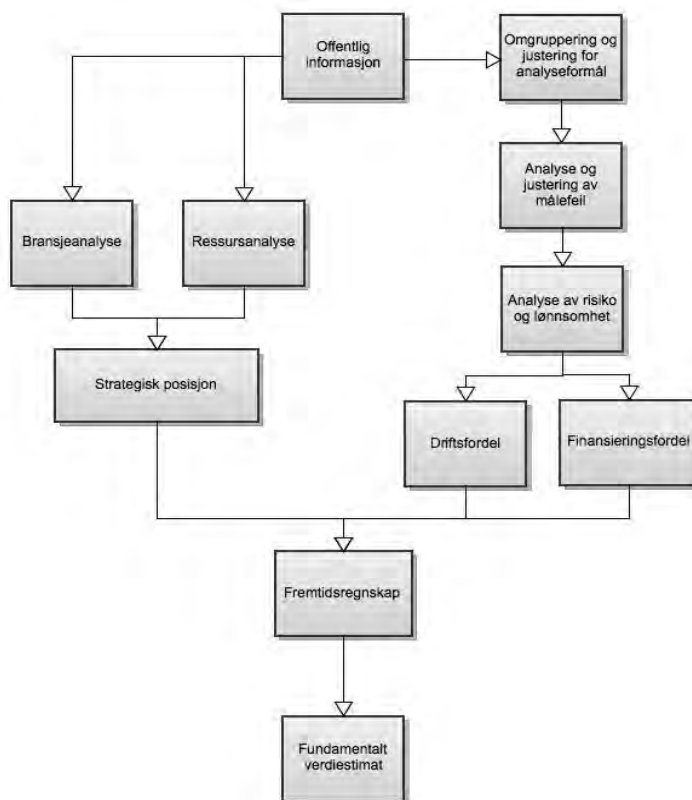 Offentlig
informasjon
Omgruppering og
justering for
analyseformål
Analyse og
justering av
målefeil
Bransjeanalyse
Ressursanalyse
Analyse av risiko
og lønnsomhet
Strategisk posisjon
Driftsfordel
Finansieringsfordel
Fremtidsregnskap
Fundamentalt
verdiestimat